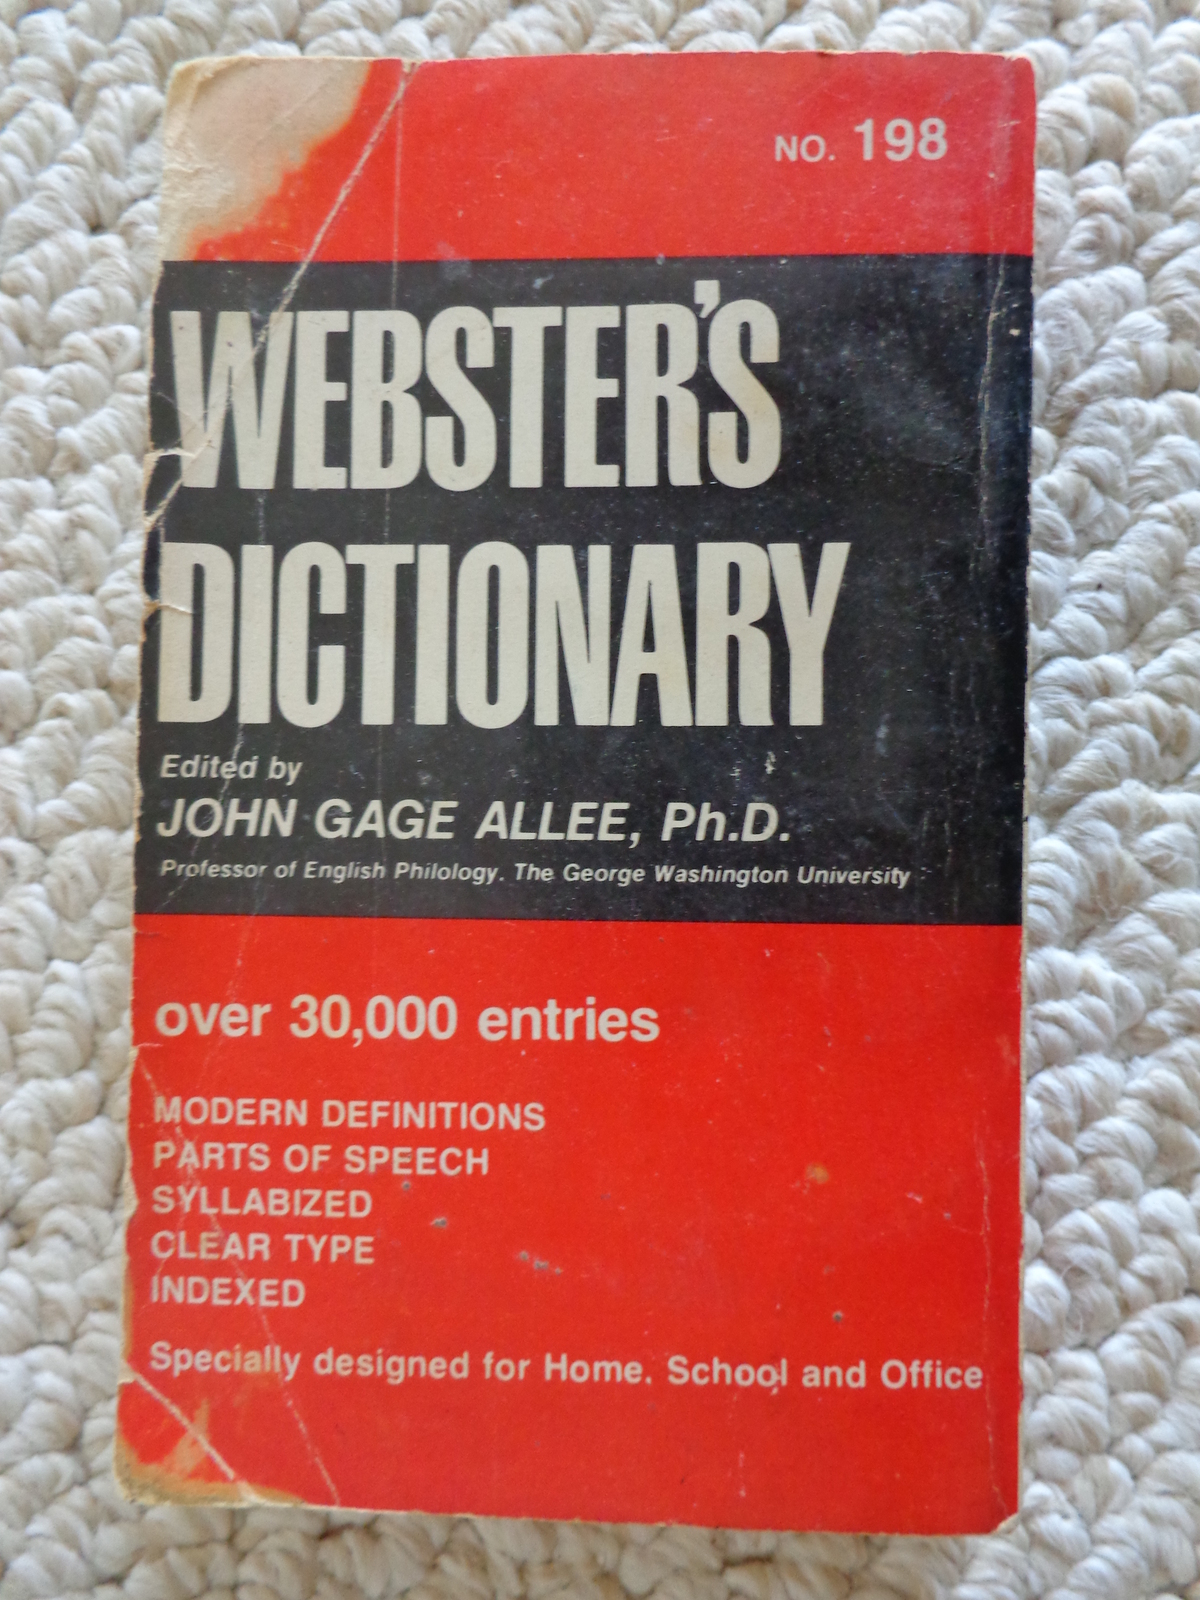 NO. 198
WEBSTER'S
DICTIONARY
Edited by
JOHN GAGE ALLEE, Ph.D.
Professor of English Philology. The George Washington University
over 30,000 entries
MODERN DEFINITIONS
PARTS OF SPEECH
SYLLABIZED
CLEAR TYPE
INDEXED
Specially designed for Home. School and Office